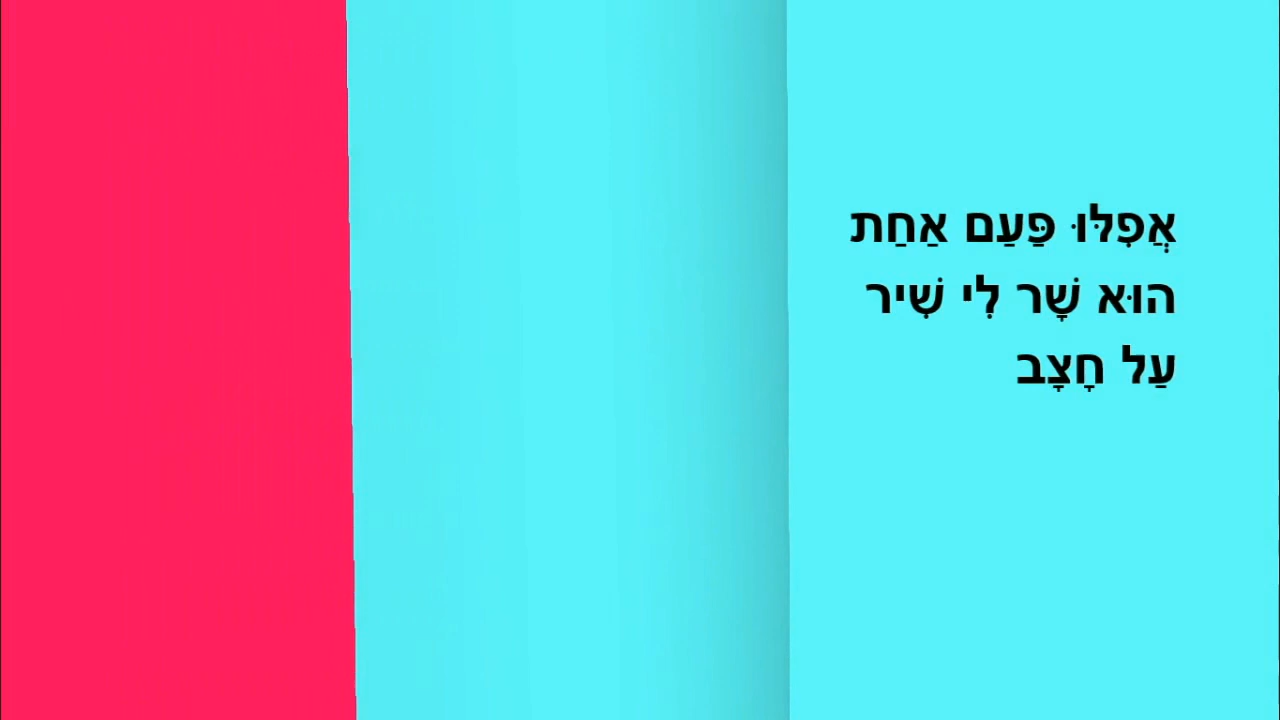 אֲפִלּוּ פַּעַם אַחַת
הוּא שָׁר לִי שִׁיר
עַל חָצָב